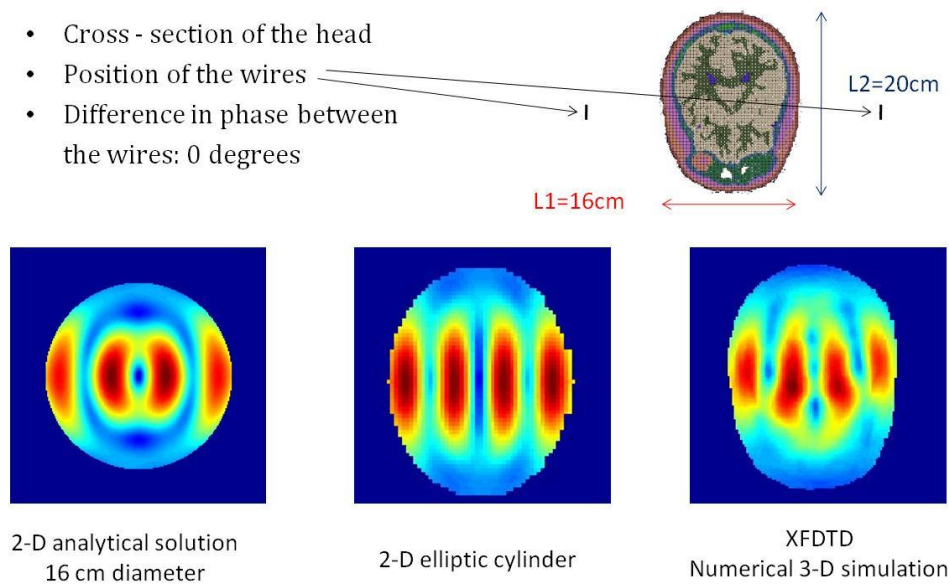 • Cross - section of the head
• Position of the wires
• Difference in phase between
the wires: 0 degrees
L2=20cm
L1=16cm
2-D analytical solution
16 cm diameter
2-D elliptic cylinder
XFDTD
Numerical 3-D simulation